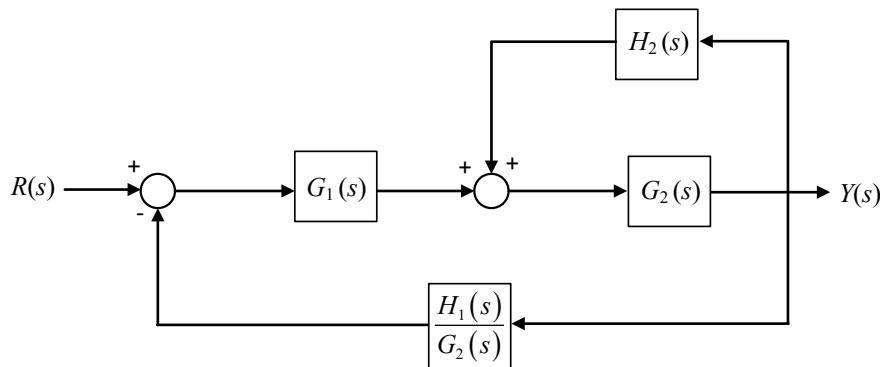 H₂(s)
+
+
+
R(s)
G₁(s)
G₂(s)
Y(s)
-
H₁(s)
G₂(s)